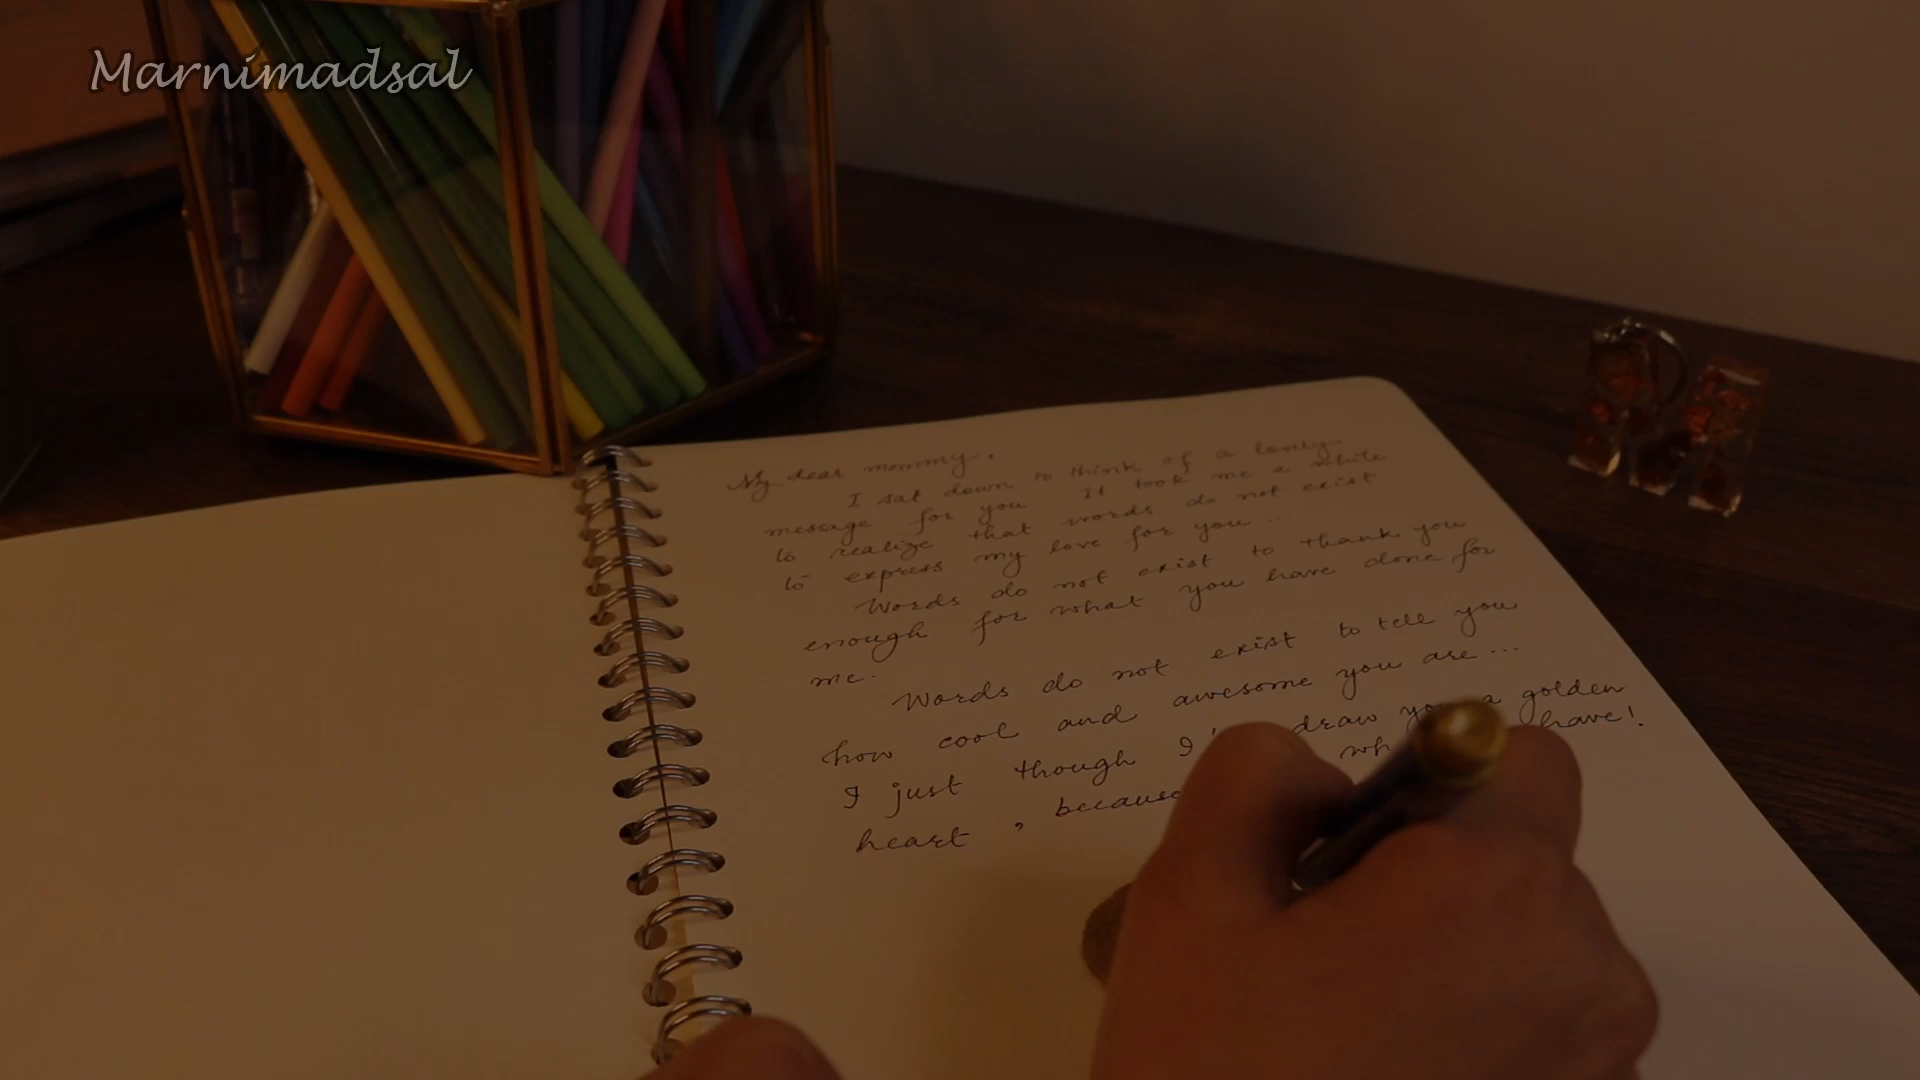 Marnimadsal
My dear mommy,
I sat down to think of a lovely
message for you It took me a while
to realize that words do not exist
to express my love for you ...
Words do not exist to thank you
enough for what you have done for
me.
Words do not exist to tell you
how cool and awesome you are ...
I just though I' draw you a golden
heart , because wh have!